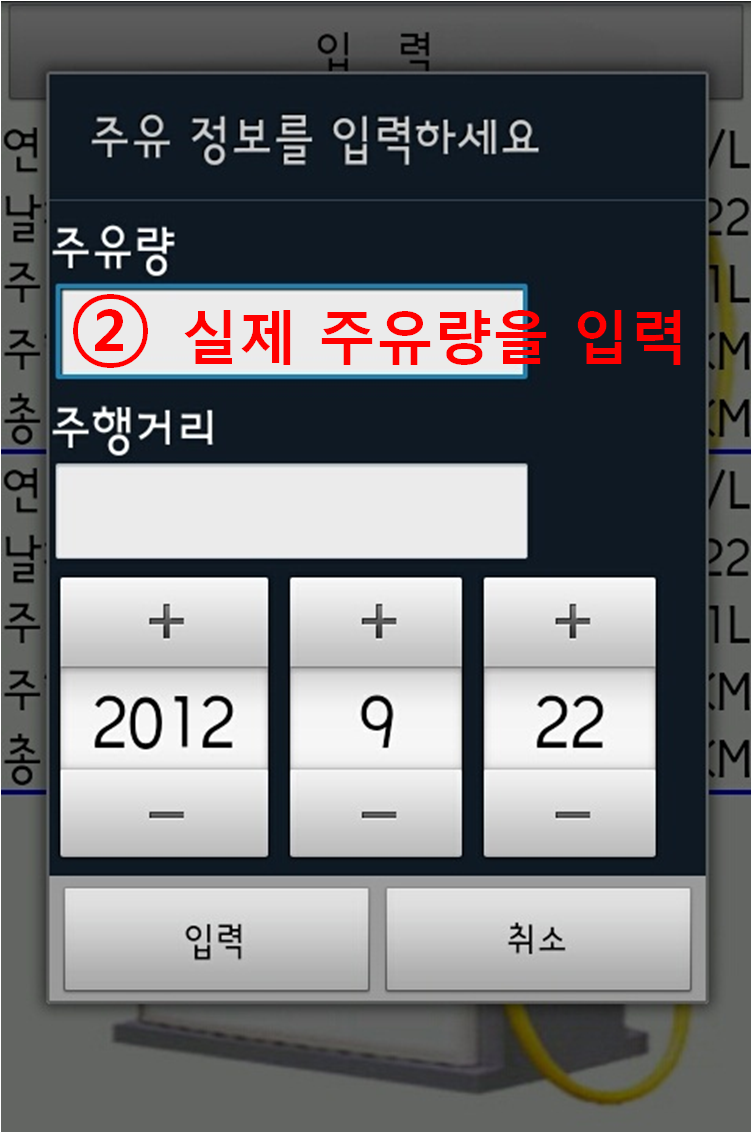 입 력
주유 정보를 입력하세요
연 /L
날 22
주유량
주 1L
② 실제 주유량을 입력
주 KM
총 KM
주행거리
연 /L
날 22
+ + +
주 1L
2012 9 22
주 KM
총 KM
− − −
입력 취소